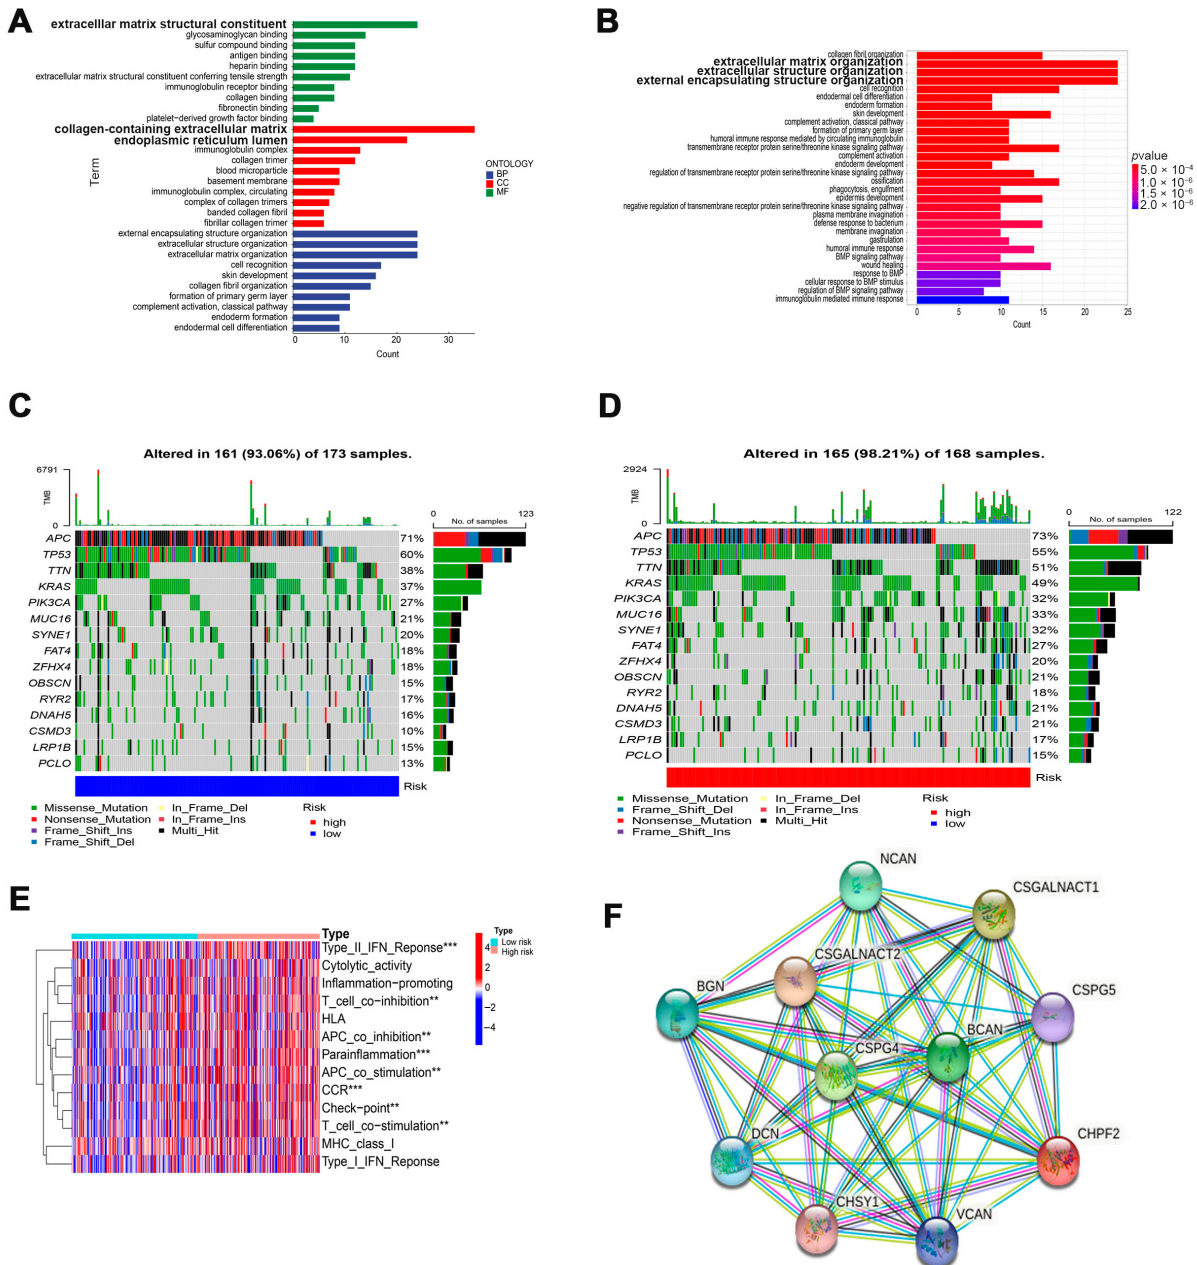 A
extracelllar matrix structural constituent
glycosaminoglycan binding
sulfur compound binding
antigen binding
heparin binding
extracellular matrix structural constituent conferring tensile strength
immunoglobulin receptor binding
collagen binding
fibronectin binding
platelet-derived growth factor binding
collagen-containing extracellular matrix
endoplasmic reticulum lumen
immunoglobulin complex
collagen trimer
blood microparticle
basement membrane
immunoglobulin complex, circulating
complex of collagen trimers
banded collagen fibril
fibrillar collagen trimer
external encapsulating structure organization
extracellular structure organization
extracellular matrix organization
cell recognition
skin development
collagen fibril organization
formation of primary germ layer
complement activation, classical pathway
endoderm formation
endodermal cell differentiation
Term
0 10 20 30
Count
ONTOLOGY
BP
CC
MF
B
collagen fibril organization
extracellular matrix organization
extracellular structure organization
external encapsulating structure organization
cell recognition
endodermal cell differentiation
endoderm formation
skin development
complement activation, classical pathway
formation of primary germ layer
humoral immune response mediated by circulating immunoglobulin
transmembrane receptor protein serine/threonine kinase signaling pathway
complement activation
endoderm development
regulation of transmembrane receptor protein serine/threonine kinase signaling pathway
ossification
phagocytosis, engulfment
epidermis development
negative regulation of transmembrane receptor protein serine/threonine kinase signaling pathway
plasma membrane invagination
defense response to bacterium
membrane invagination
gastrulation
humoral immune response
BMP signaling pathway
wound healing
response to BMP
cellular response to BMP stimulus
regulation of BMP signaling pathway
immunoglobulin mediated immune response
0 5 10 15 20 25
Count
pvalue
5.0 × 10⁻⁴
1.0 × 10⁻⁶
1.5 × 10⁻⁶
2.0 × 10⁻⁶
C
Altered in 161 (93.06%) of 173 samples.
6791
TMB
0
0 123
No. of samples
APC 71%
TP53 60%
TTN 38%
KRAS 37%
PIK3CA 27%
MUC16 21%
SYNE1 20%
FAT4 18%
ZFHX4 18%
OBSCN 15%
RYR2 17%
DNAH5 16%
CSMD3 10%
LRP1B 15%
PCLO 13%
Risk
Missense_Mutation
Nonsense_Mutation
Frame_Shift_Ins
Frame_Shift_Del
In_Frame_Del
In_Frame_Ins
Multi_Hit
Risk
high
low
D
Altered in 165 (98.21%) of 168 samples.
2924
TMB
0
0 122
No. of samples
APC 73%
TP53 55%
TTN 51%
KRAS 49%
PIK3CA 32%
MUC16 33%
SYNE1 32%
FAT4 27%
ZFHX4 20%
OBSCN 21%
RYR2 18%
DNAH5 21%
CSMD3 21%
LRP1B 17%
PCLO 15%
Risk
Missense_Mutation
Frame_Shift_Del
Nonsense_Mutation
Frame_Shift_Ins
In_Frame_Del
In_Frame_Ins
Multi_Hit
Risk
high
low
E
Type
Type_II_IFN_Reponse***
Cytolytic_activity
Inflammation−promoting
T_cell_co−inhibition**
HLA
APC_co_inhibition**
Parainflammation***
APC_co_stimulation**
CCR***
Check−point**
T_cell_co−stimulation**
MHC_class_I
Type_I_IFN_Reponse
4
2
0
−2
−4
Type
Low risk
High risk
F
NCAN
CSGALNACT1
CSGALNACT2
BGN
CSPG5
BCAN
CSPG4
DCN
CHPF2
CHSY1
VCAN